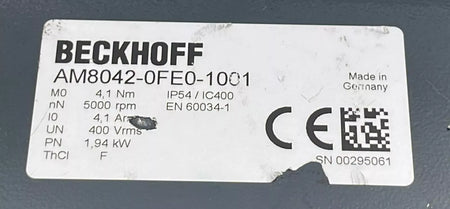 BECKHOFF
AM8042-0FE0-1001
M0 4,1 Nm IP54 / IC400
nN 5000 rpm EN 60034-1
I0 4,1
UN 400 Vrms
PN 1,94 kW
ThCl F
Made in
Germany
CE
SN 00295061